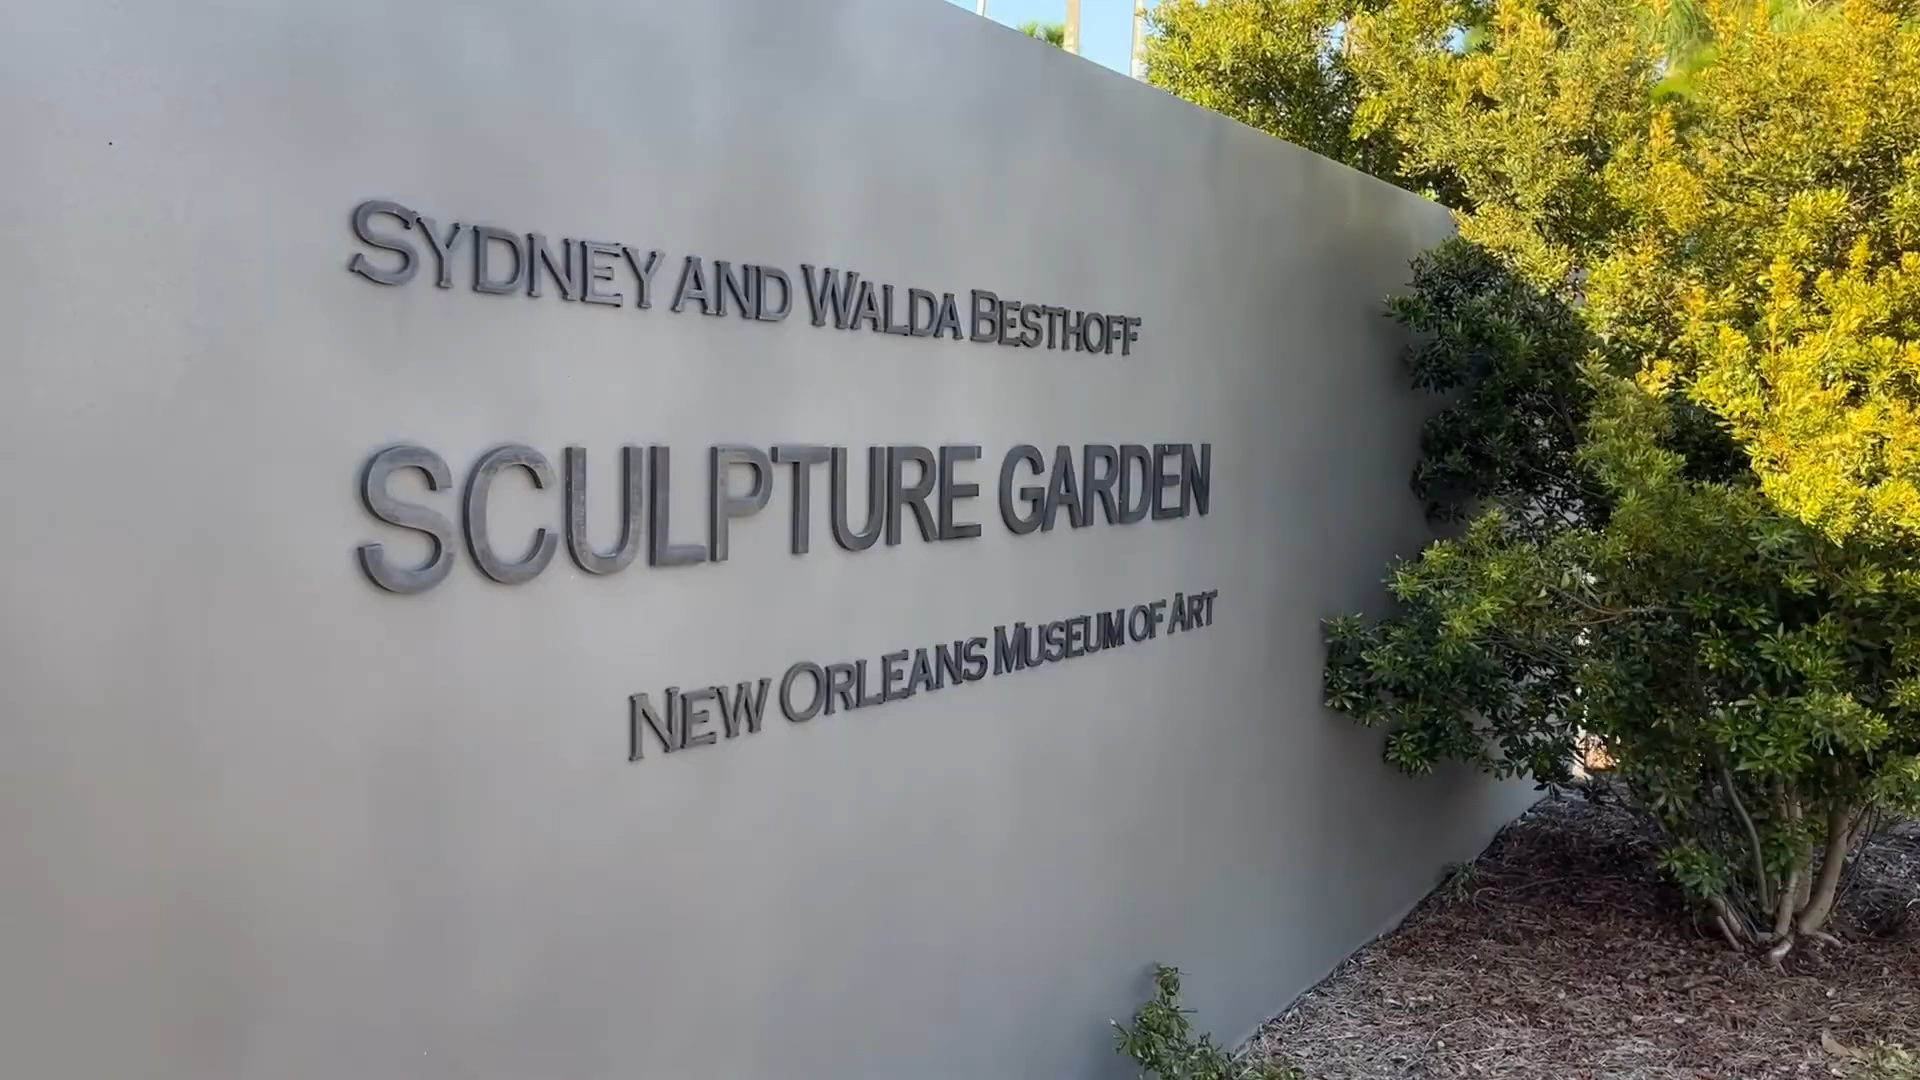 SYDNEY AND WALDA BESTHOFF
SCULPTURE GARDEN
NEW ORLEANS MUSEUM OF ART